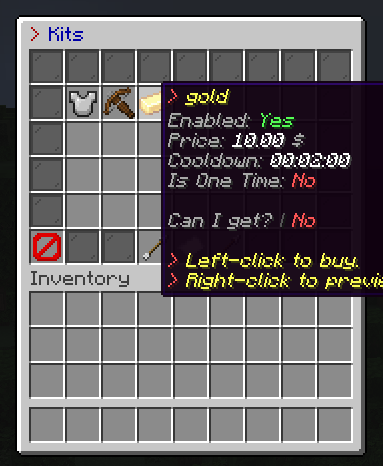 > Kits
> gold
Enabled: Yes
Price: 10.00 $
Cooldown: 00:02:00
Is One Time: No
Can I get? | No
> Left-click to buy.
> Right-click to previe
Inventory